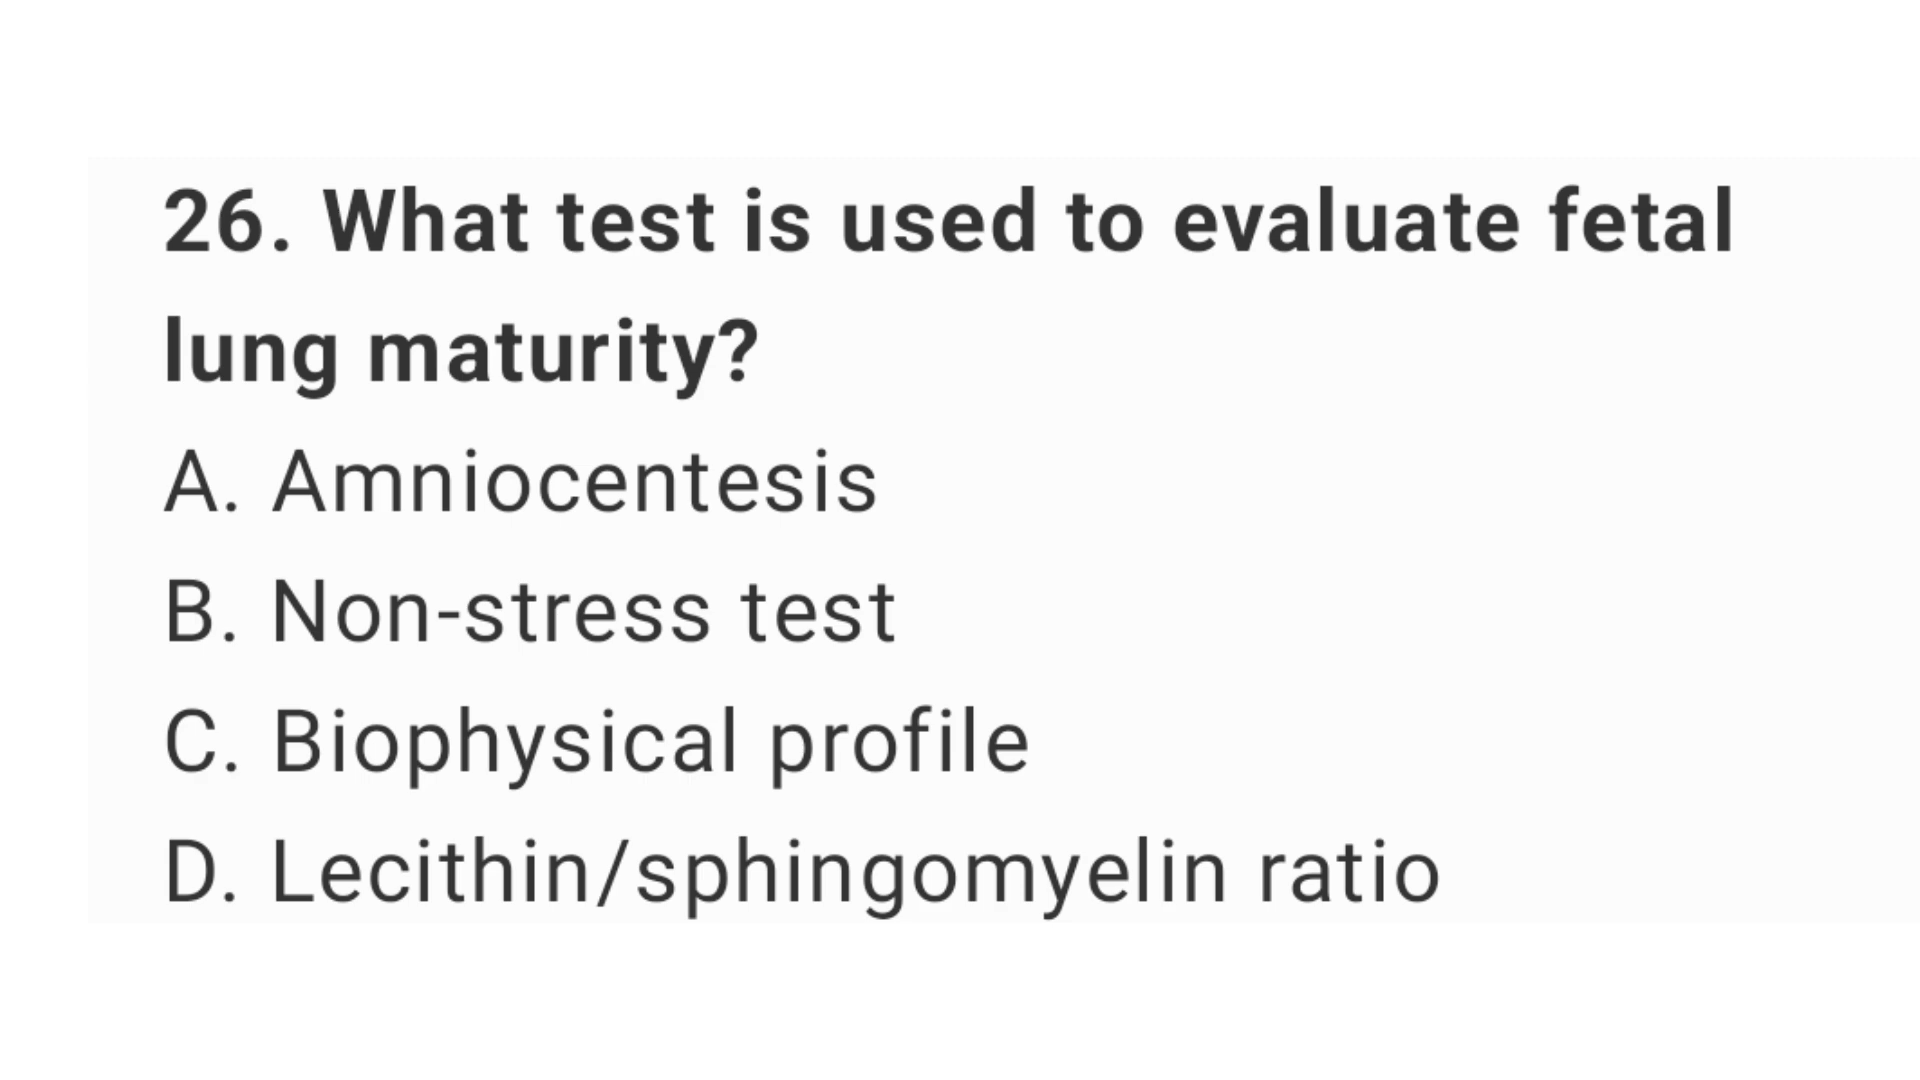 26. What test is used to evaluate fetal
lung maturity?
A. Amniocentesis
B. Non-stress test
C. Biophysical profile
D. Lecithin/sphingomyelin ratio